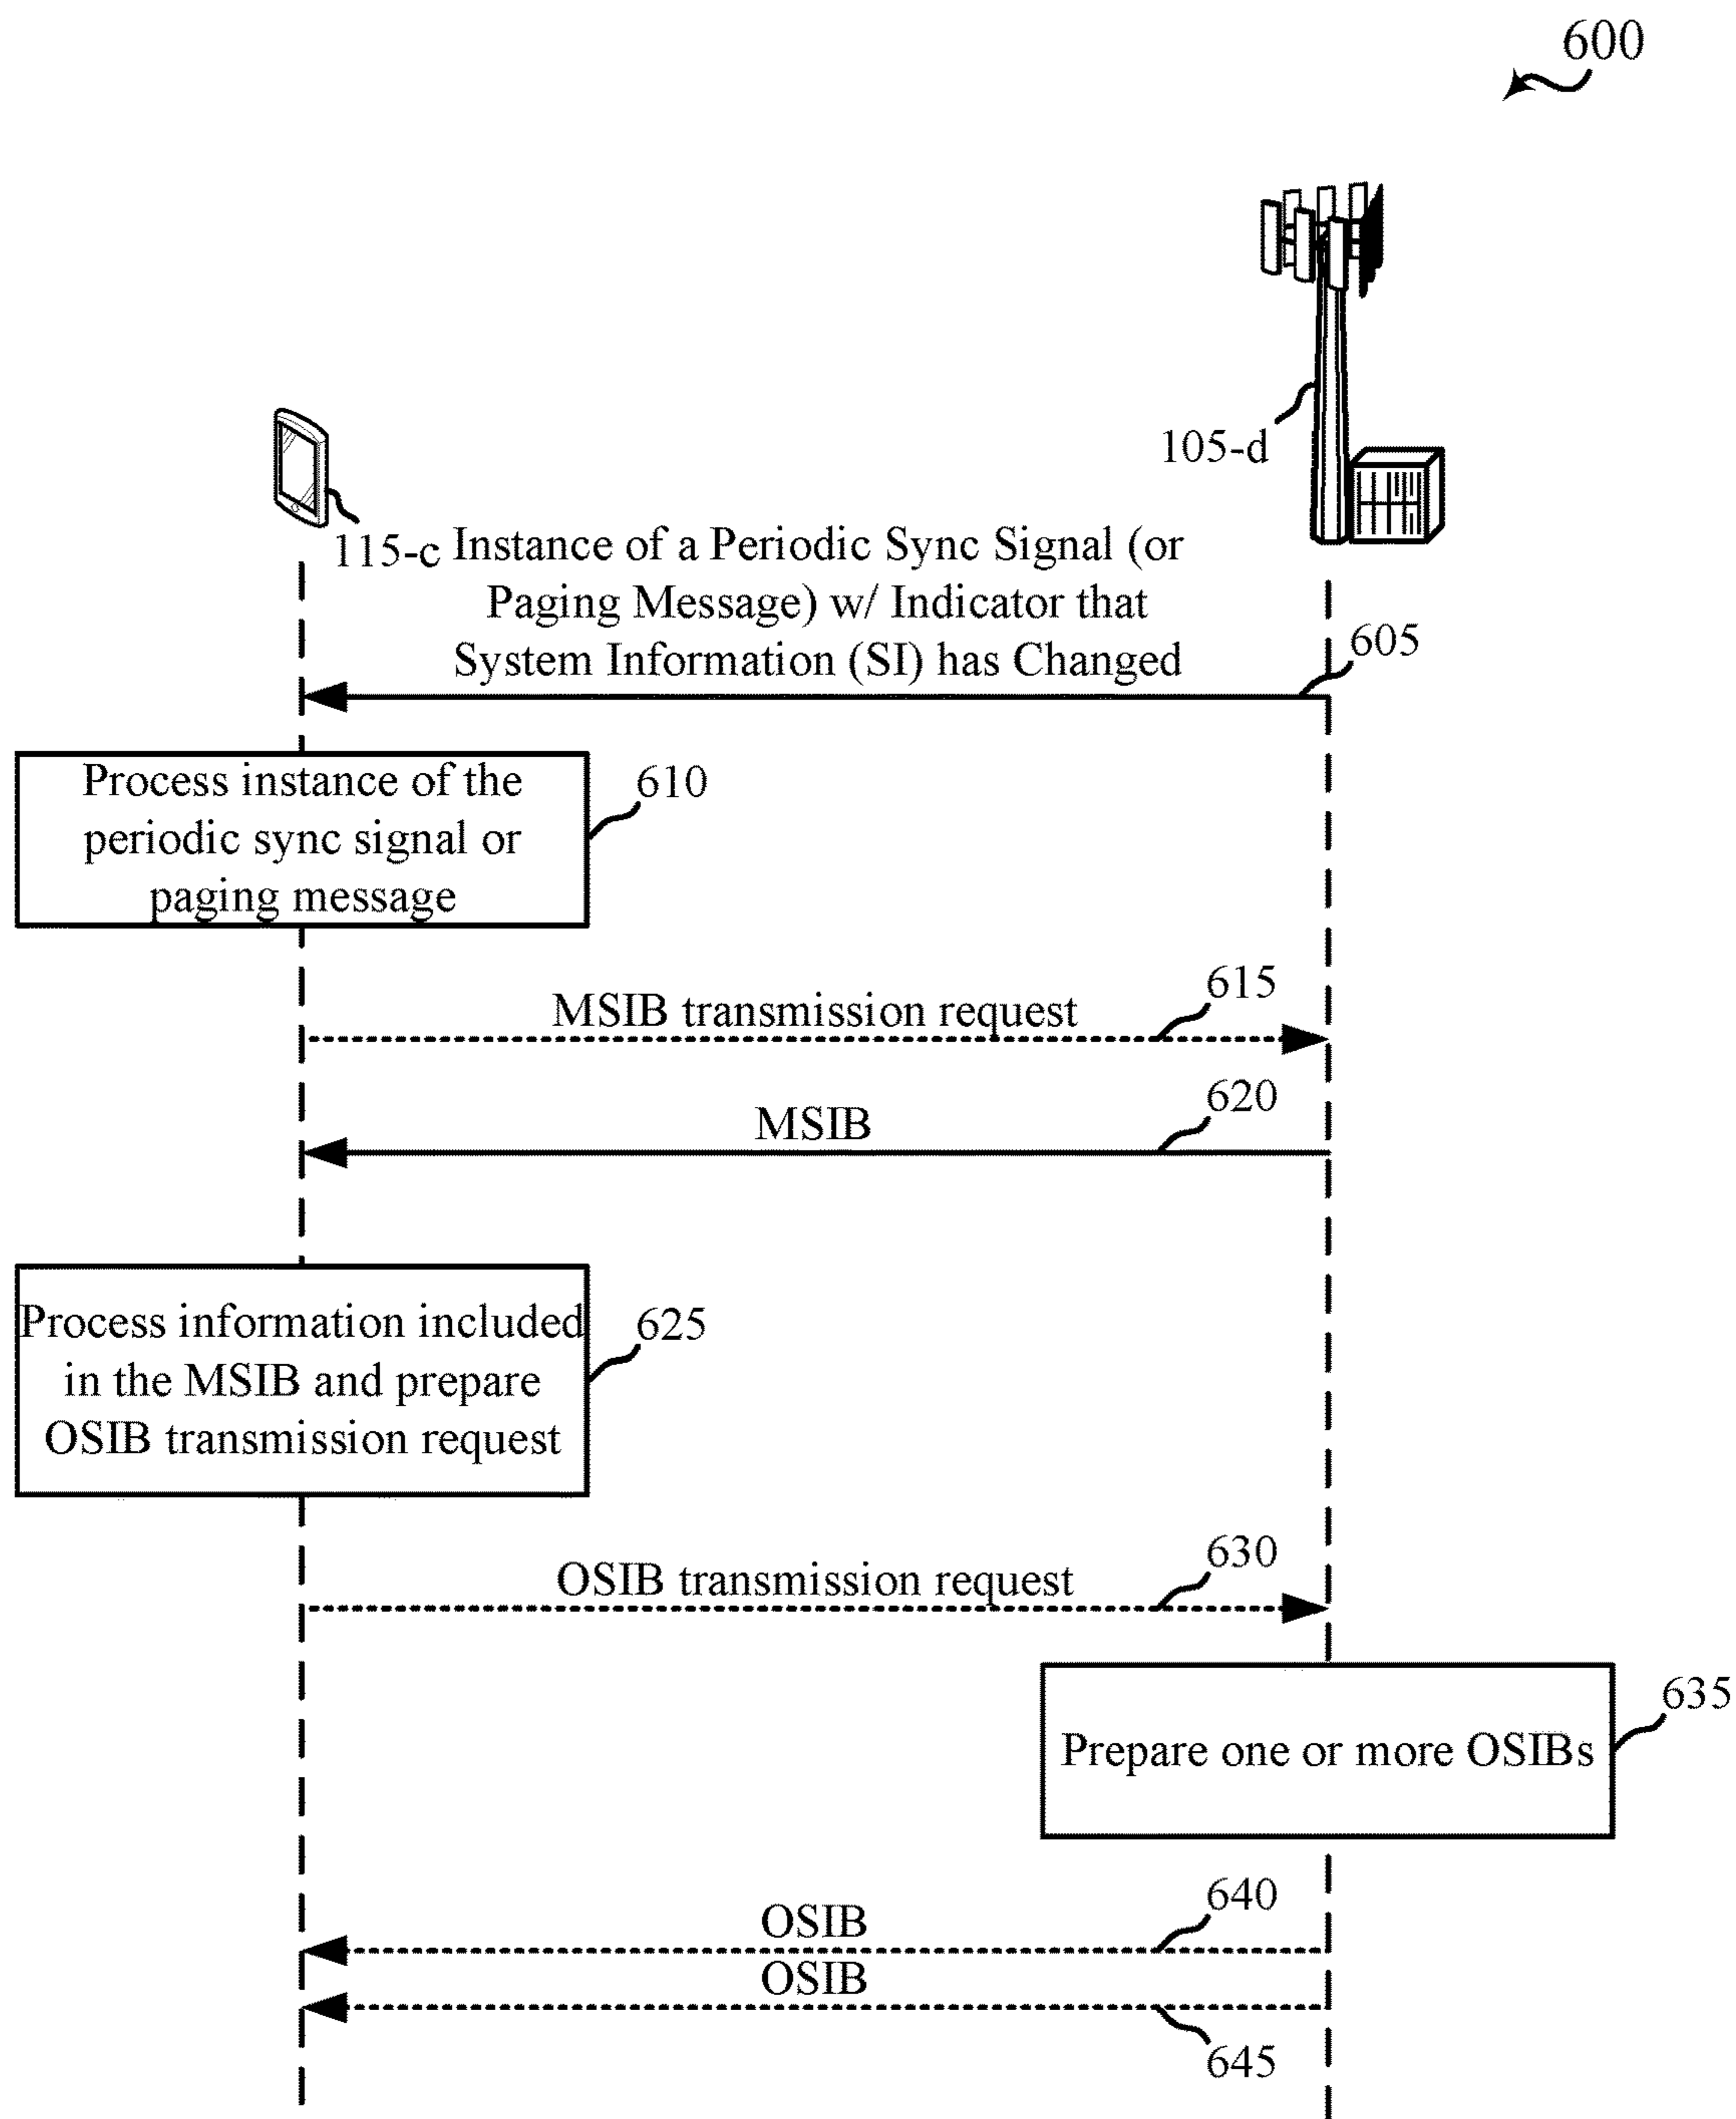 600
105-d
115-c
Instance of a Periodic Sync Signal (or
Paging Message) w/ Indicator that
System Information (SI) has Changed
605
Process instance of the
periodic sync signal or
paging message
610
MSIB transmission request
615
MSIB
620
Process information included
in the MSIB and prepare
OSIB transmission request
625
OSIB transmission request
630
Prepare one or more OSIBs
635
OSIB
640
OSIB
645